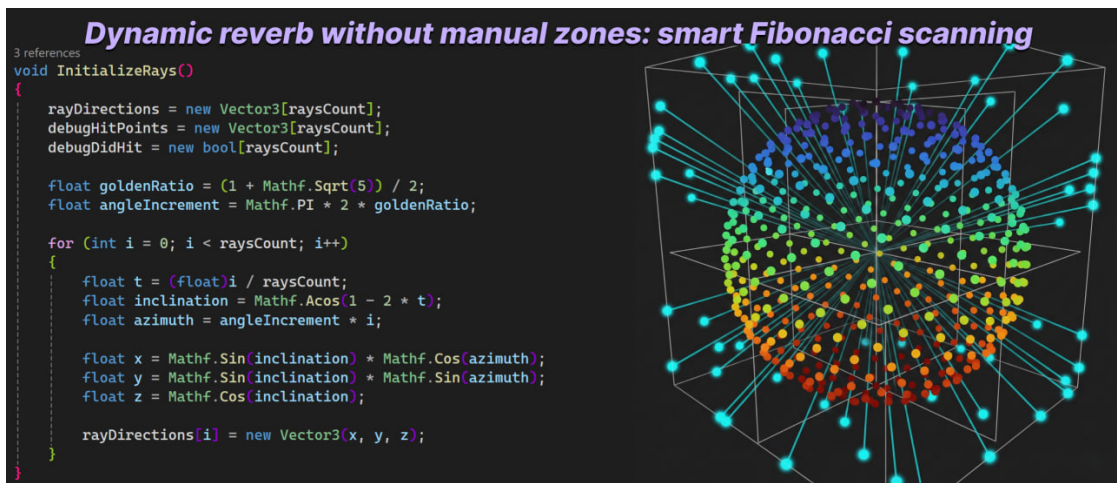 Dynamic reverb without manual zones: smart Fibonacci scanning
3 references
void InitializeRays()
{
    rayDirections = new Vector3[raysCount];
    debugHitPoints = new Vector3[raysCount];
    debugDidHit = new bool[raysCount];

    float goldenRatio = (1 + Mathf.Sqrt(5)) / 2;
    float angleIncrement = Mathf.PI * 2 * goldenRatio;

    for (int i = 0; i < raysCount; i++)
    {
        float t = (float)i / raysCount;
        float inclination = Mathf.Acos(1 - 2 * t);
        float azimuth = angleIncrement * i;

        float x = Mathf.Sin(inclination) * Mathf.Cos(azimuth);
        float y = Mathf.Sin(inclination) * Mathf.Sin(azimuth);
        float z = Mathf.Cos(inclination);

        rayDirections[i] = new Vector3(x, y, z);
    }
}